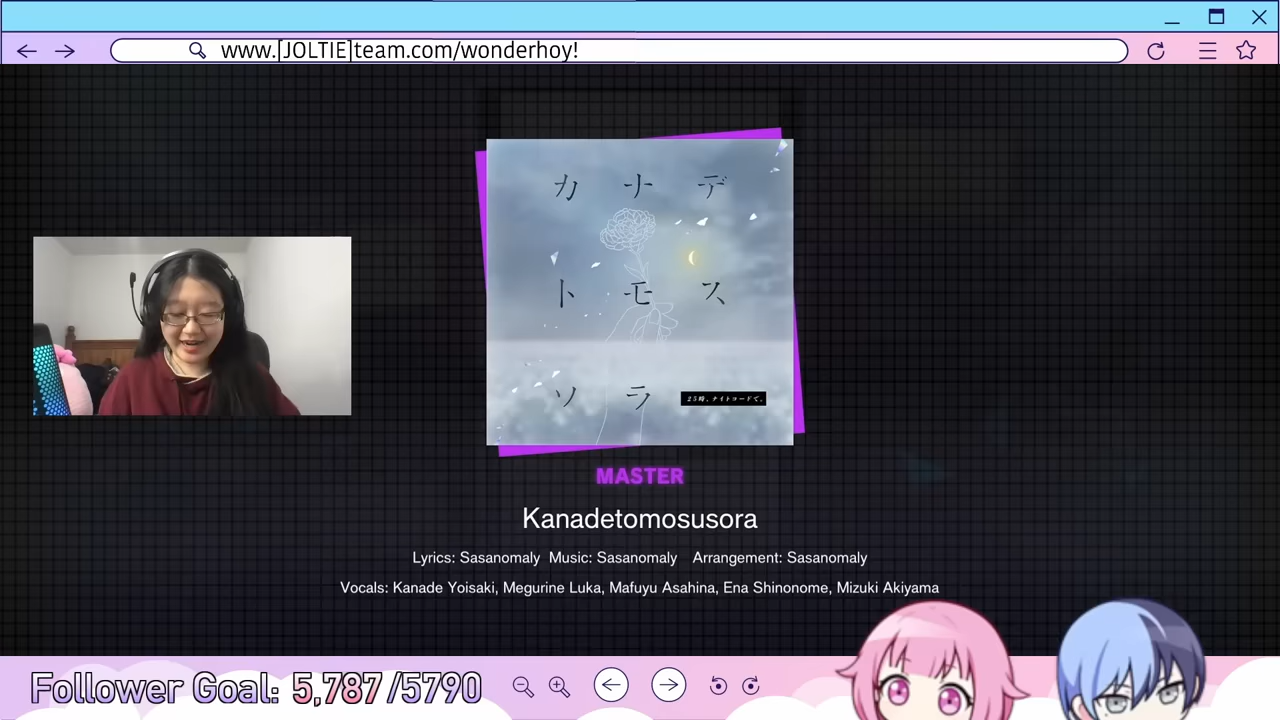 www.[JOLTIE]team.com/wonderhoy!
カナデ
トモス
ソラ
25時、ナイトコードで。
MASTER
Kanadetomosusora
Lyrics: Sasanomaly Music: Sasanomaly Arrangement: Sasanomaly
Vocals: Kanade Yoisaki, Megurine Luka, Mafuyu Asahina, Ena Shinonome, Mizuki Akiyama
Follower Goal: 5,787/5790